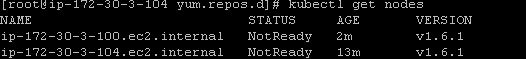 [root@ip-172-30-3-104 yum.repos.d]# kubectl get nodes
NAME STATUS AGE VERSION
ip-172-30-3-100.ec2.internal NotReady 2m v1.6.1
ip-172-30-3-104.ec2.internal NotReady 13m v1.6.1